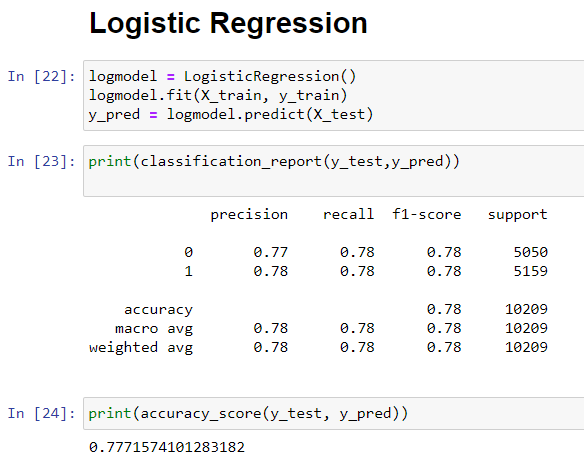 Logistic Regression
In [22]: logmodel = LogisticRegression()
logmodel.fit(X_train, y_train)
y_pred = logmodel.predict(X_test)
In [23]: print(classification_report(y_test,y_pred))
precision recall f1-score support
0 0.77 0.78 0.78 5050
1 0.78 0.78 0.78 5159
accuracy 0.78 10209
macro avg 0.78 0.78 0.78 10209
weighted avg 0.78 0.78 0.78 10209
In [24]: print(accuracy_score(y_test, y_pred))
0.7771574101283182